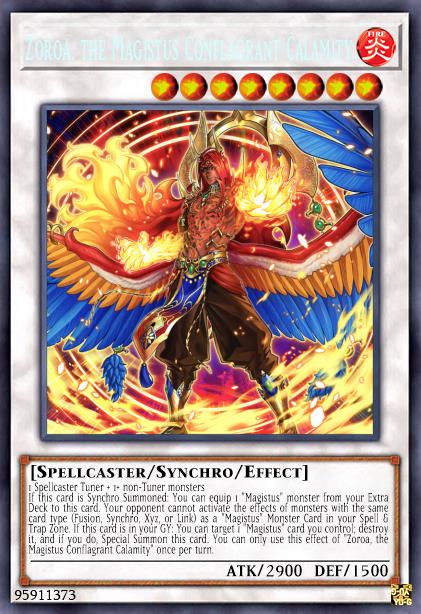 Zoroa, the Magistus Conflagrant Calamity
FIRE
炎
[Spellcaster/Synchro/Effect]
1 Spellcaster Tuner + 1+ non-Tuner monsters
If this card is Synchro Summoned: You can equip 1 "Magistus" monster from your Extra
Deck to this card. Your opponent cannot activate the effects of monsters with the same
card type (Fusion, Synchro, Xyz, or Link) as a "Magistus" Monster Card in your Spell &
Trap Zone. If this card is in your GY: You can target 1 "Magistus" card you control; destroy
it, and if you do, Special Summon this card. You can only use this effect of "Zoroa, the
Magistus Conflagrant Calamity" once per turn.
ATK/2900 DEF/1500
95911373